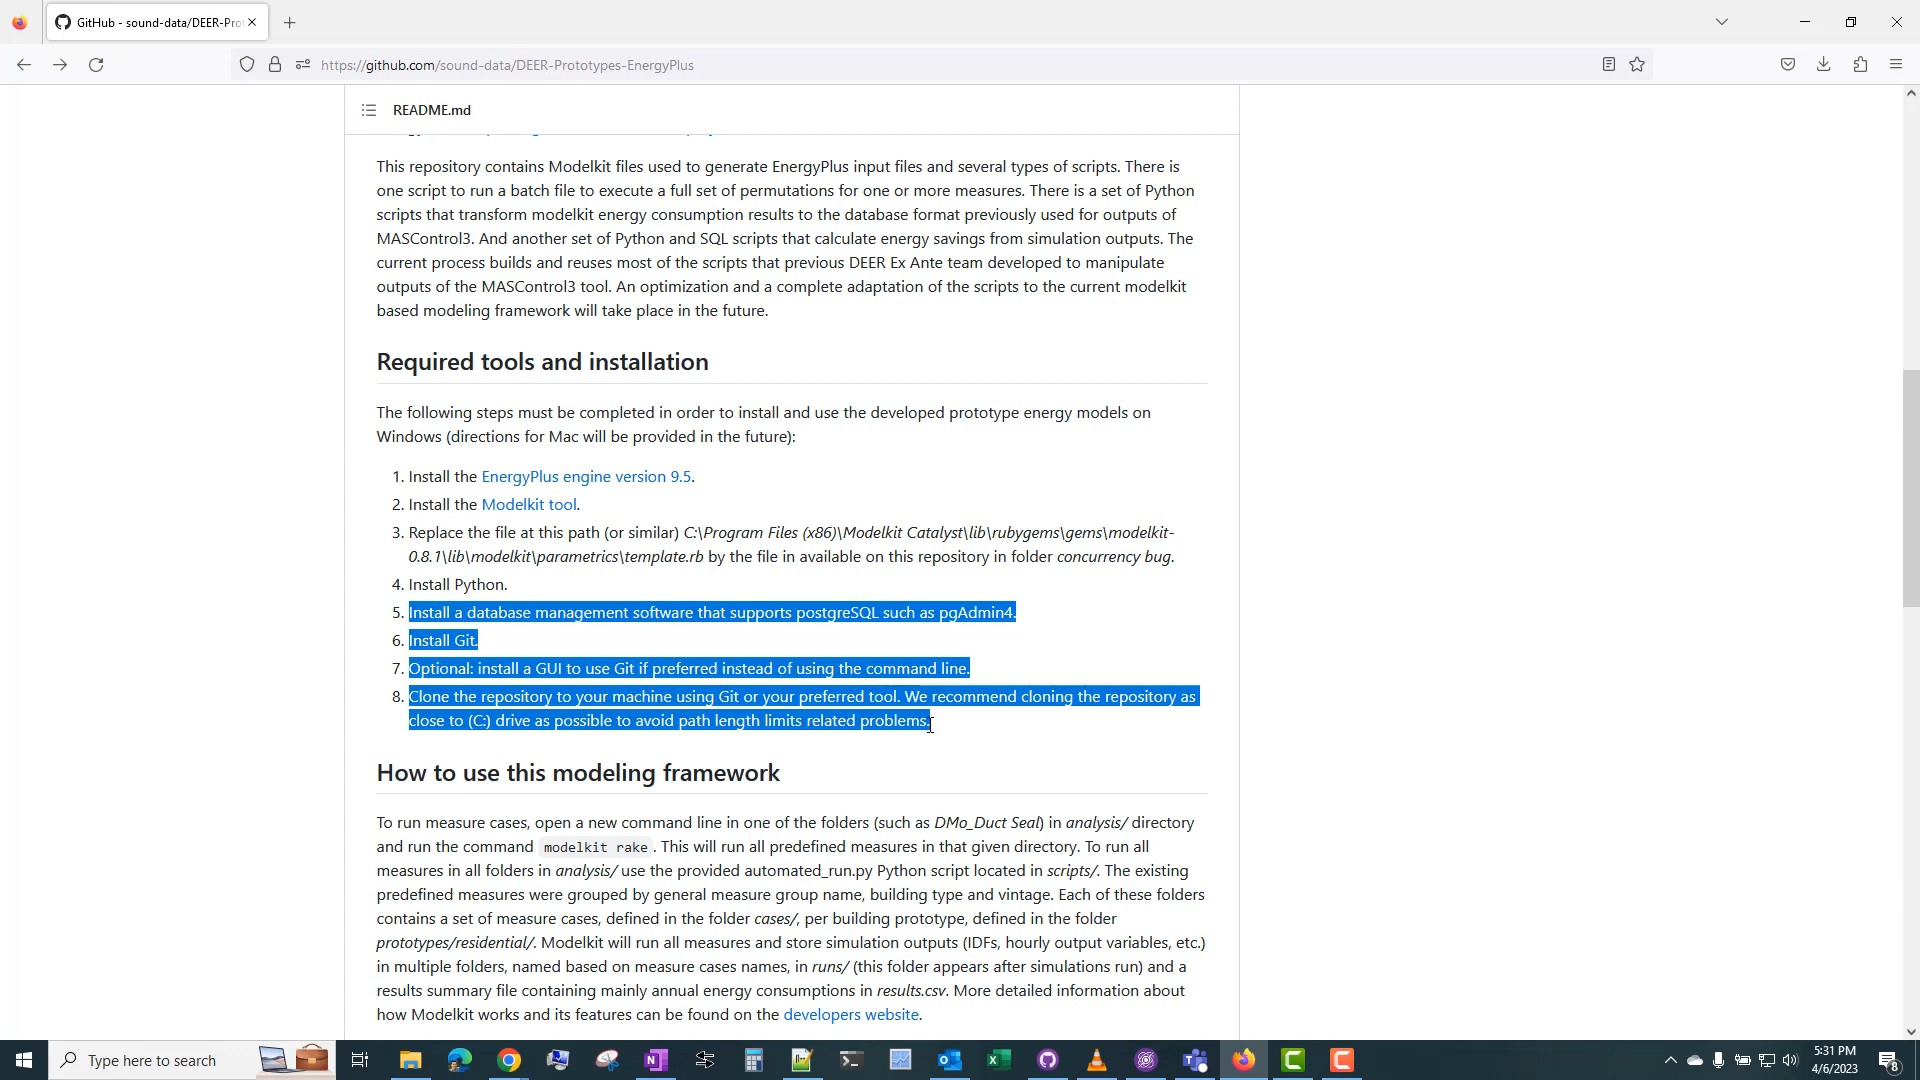 GitHub - sound-data/DEER-Pro
https://github.com/sound-data/DEER-Prototypes-EnergyPlus
README.md
This repository contains Modelkit files used to generate EnergyPlus input files and several types of scripts. There is
one script to run a batch file to execute a full set of permutations for one or more measures. There is a set of Python
scripts that transform modelkit energy consumption results to the database format previously used for outputs of
MASControl3. And another set of Python and SQL scripts that calculate energy savings from simulation outputs. The
current process builds and reuses most of the scripts that previous DEER Ex Ante team developed to manipulate
outputs of the MASControl3 tool. An optimization and a complete adaptation of the scripts to the current modelkit
based modeling framework will take place in the future.
Required tools and installation
The following steps must be completed in order to install and use the developed prototype energy models on
Windows (directions for Mac will be provided in the future):
1. Install the EnergyPlus engine version 9.5.
2. Install the Modelkit tool.
3. Replace the file at this path (or similar) C:\Program Files (x86)\Modelkit Catalyst\lib\rubygems\gems\modelkit-
0.8.1\lib\modelkit\parametrics\template.rb by the file in available on this repository in folder concurrency bug.
4. Install Python.
5. Install a database management software that supports postgreSQL such as pgAdmin4.
6. Install Git.
7. Optional: install a GUI to use Git if preferred instead of using the command line.
8. Clone the repository to your machine using Git or your preferred tool. We recommend cloning the repository as
close to (C:) drive as possible to avoid path length limits related problems.
How to use this modeling framework
To run measure cases, open a new command line in one of the folders (such as DMo_Duct Seal) in analysis/ directory
and run the command modelkit rake. This will run all predefined measures in that given directory. To run all
measures in all folders in analysis/ use the provided automated_run.py Python script located in scripts/. The existing
predefined measures were grouped by general measure group name, building type and vintage. Each of these folders
contains a set of measure cases, defined in the folder cases/, per building prototype, defined in the folder
prototypes/residential/. Modelkit will run all measures and store simulation outputs (IDFs, hourly output variables, etc.)
in multiple folders, named based on measure cases names, in runs/ (this folder appears after simulations run) and a
results summary file containing mainly annual energy consumptions in results.csv. More detailed information about
how Modelkit works and its features can be found on the developers website.
Type here to search
5:31 PM
4/6/2023
8